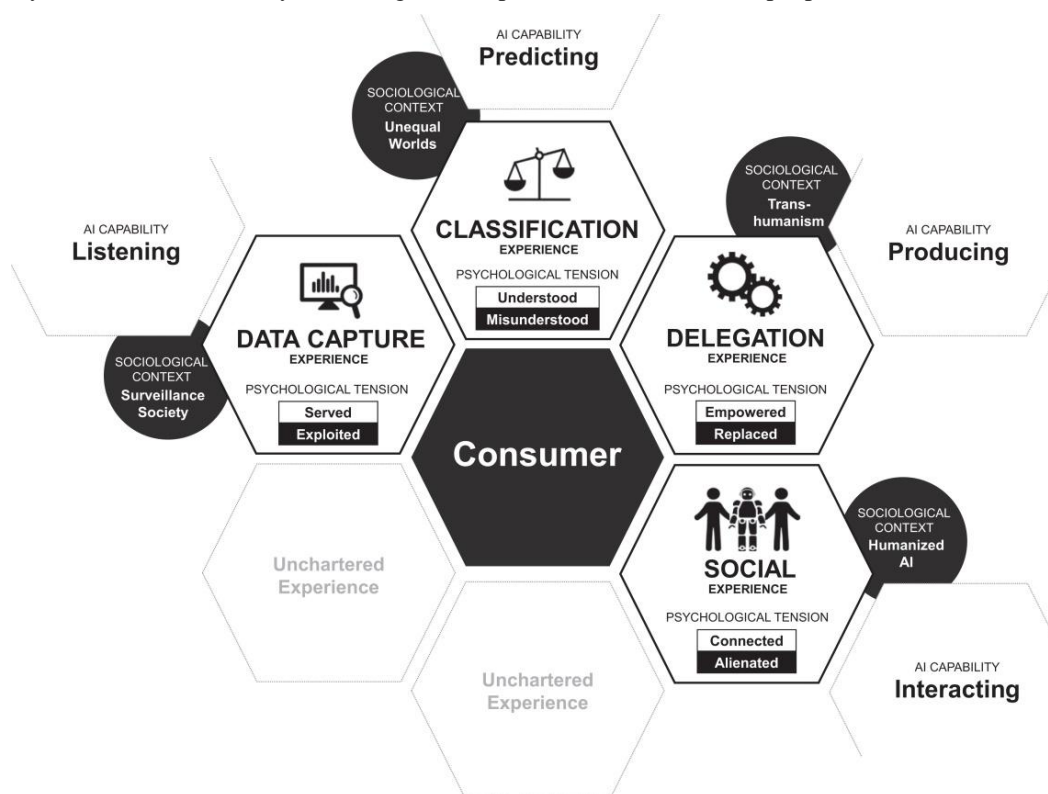 AI CAPABILITY
Predicting
SOCIOLOGICAL
CONTEXT
Unequal
Worlds
CLASSIFICATION
EXPERIENCE
PSYCHOLOGICAL TENSION
Understood
Misunderstood
SOCIOLOGICAL
CONTEXT
Trans-
humanism
AI CAPABILITY
Listening
AI CAPABILITY
Producing
DATA CAPTURE
EXPERIENCE
PSYCHOLOGICAL TENSION
Served
Exploited
SOCIOLOGICAL
CONTEXT
Surveillance
Society
DELEGATION
EXPERIENCE
PSYCHOLOGICAL TENSION
Empowered
Replaced
Consumer
SOCIOLOGICAL
CONTEXT
Humanized
AI
SOCIAL
EXPERIENCE
PSYCHOLOGICAL TENSION
Connected
Alienated
Unchartered
Experience
Unchartered
Experience
AI CAPABILITY
Interacting